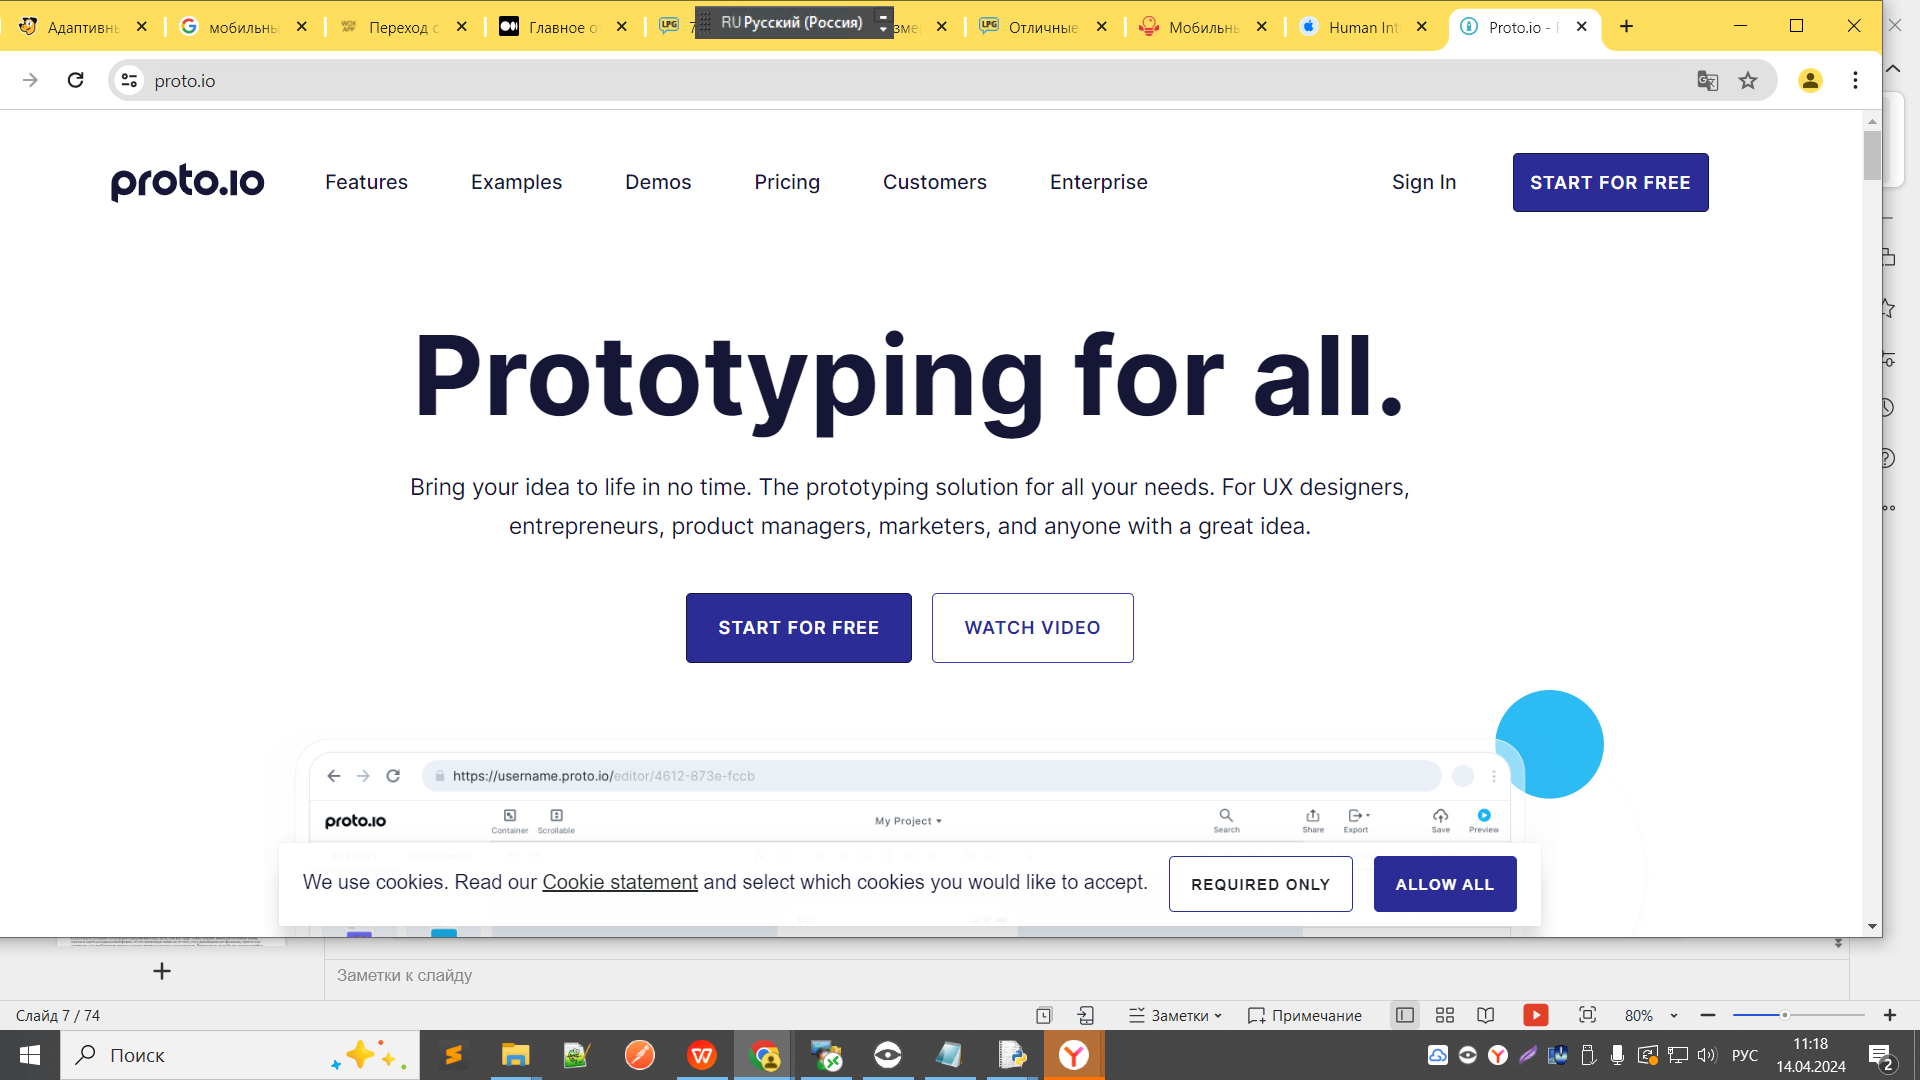 Адаптивны
мобильны
Переход с
Главное о
7
RU Русский (Россия)
зме
Отличные
Мобильны
Human Int
Proto.io - P
proto.io
proto.io
Features
Examples
Demos
Pricing
Customers
Enterprise
Sign In
START FOR FREE
Prototyping for all.
Bring your idea to life in no time. The prototyping solution for all your needs. For UX designers,
entrepreneurs, product managers, marketers, and anyone with a great idea.
START FOR FREE
WATCH VIDEO
https://username.proto.io/editor/4612-873e-fccb
proto.io
Container
Scrollable
My Project
Search
Share
Export
Save
Preview
We use cookies. Read our Cookie statement and select which cookies you would like to accept.
REQUIRED ONLY
ALLOW ALL
Заметки к слайду
Слайд 7 / 74
Заметки
Примечание
80%
Поиск
РУС
11:18
14.04.2024
2